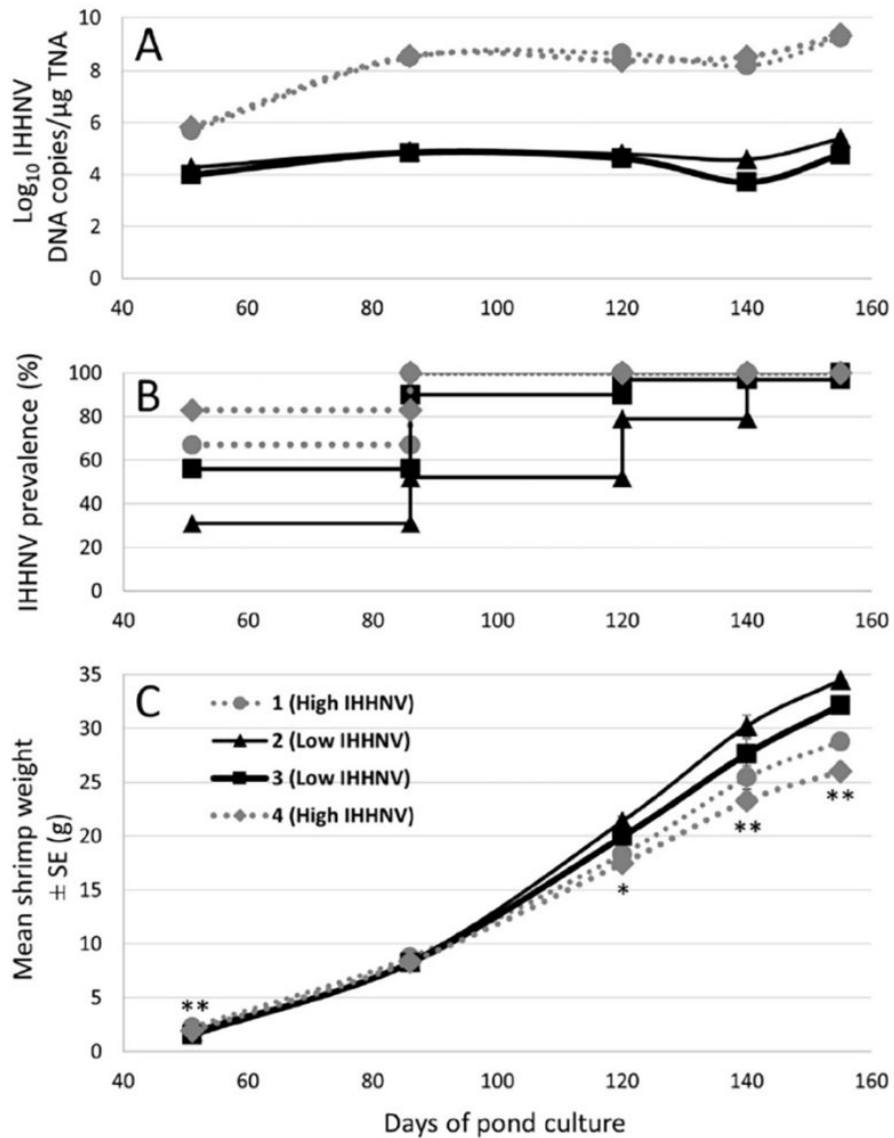 A
Log₁₀ IHHNV
DNA copies/µg TNA
10
8
6
4
2
0
40 60 80 100 120 140 160
B
IHHNV prevalence (%)
100
80
60
40
20
0
40 60 80 100 120 140 160
C
Mean shrimp weight
± SE (g)
35
30
25
20
15
10
5
0
1 (High IHHNV)
2 (Low IHHNV)
3 (Low IHHNV)
4 (High IHHNV)
**
*
**
**
40 60 80 100 120 140 160
Days of pond culture